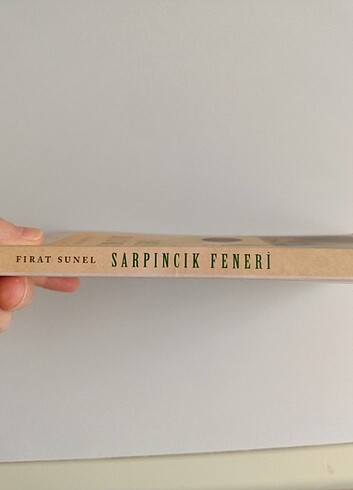 FIRAT SUNEL SARPINCIK FENERİ